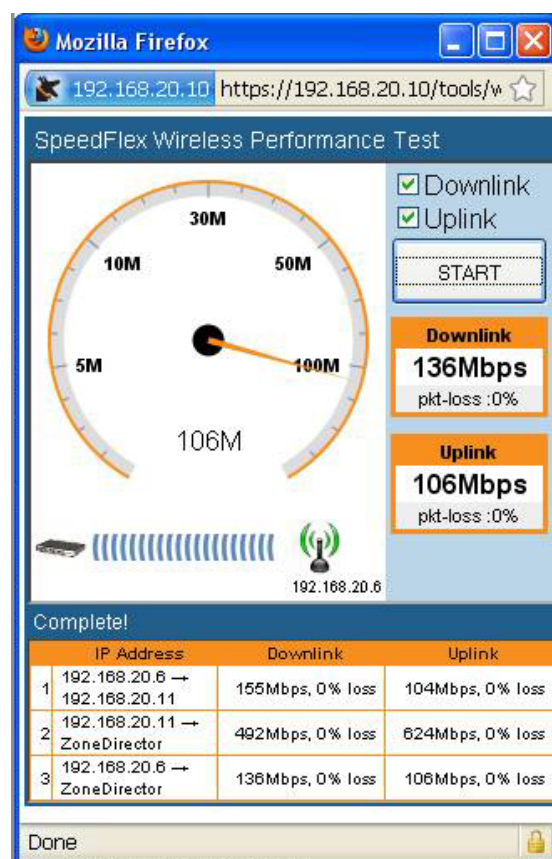 Mozilla Firefox
192.168.20.10 https://192.168.20.10/tools/w
SpeedFlex Wireless Performance Test
Downlink
Uplink
START
5M
10M
30M
50M
100M
106M
Downlink
136Mbps
pkt-loss :0%
Uplink
106Mbps
pkt-loss :0%
192.168.20.6
Complete!
IP Address Downlink Uplink
1 192.168.20.6 → 155Mbps, 0% loss 104Mbps, 0% loss
192.168.20.11
2 192.168.20.11 → 492Mbps, 0% loss 624Mbps, 0% loss
ZoneDirector
3 192.168.20.6 → 136Mbps, 0% loss 106Mbps, 0% loss
ZoneDirector
Done